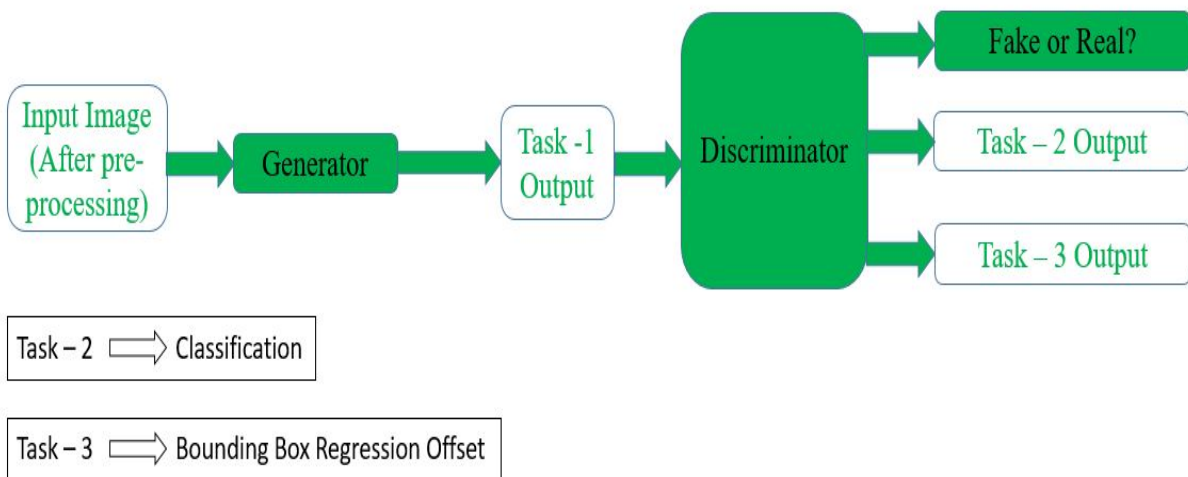 Input Image
(After pre-
processing)
Generator
Task -1
Output
Discriminator
Fake or Real?
Task – 2 Output
Task – 3 Output
Task – 2
Classification
Task – 3
Bounding Box Regression Offset